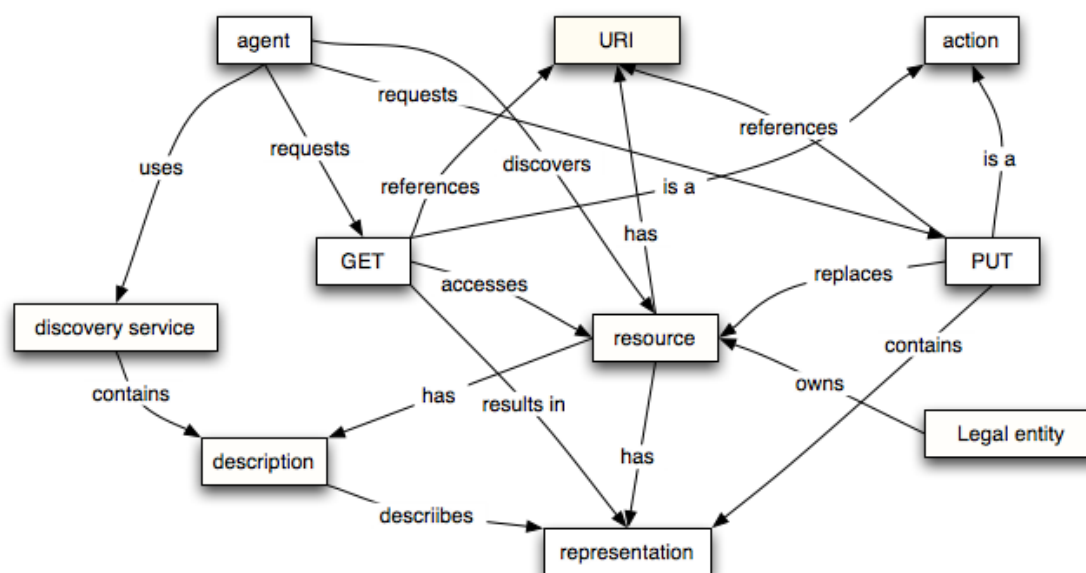 agent
URI
action
requests
references
requests
uses
discovers
is a
references
is a
has
GET
PUT
accesses
replaces
discovery service
resource
contains
contains
has
results in
owns
Legal entity
description
has
descriibes
representation